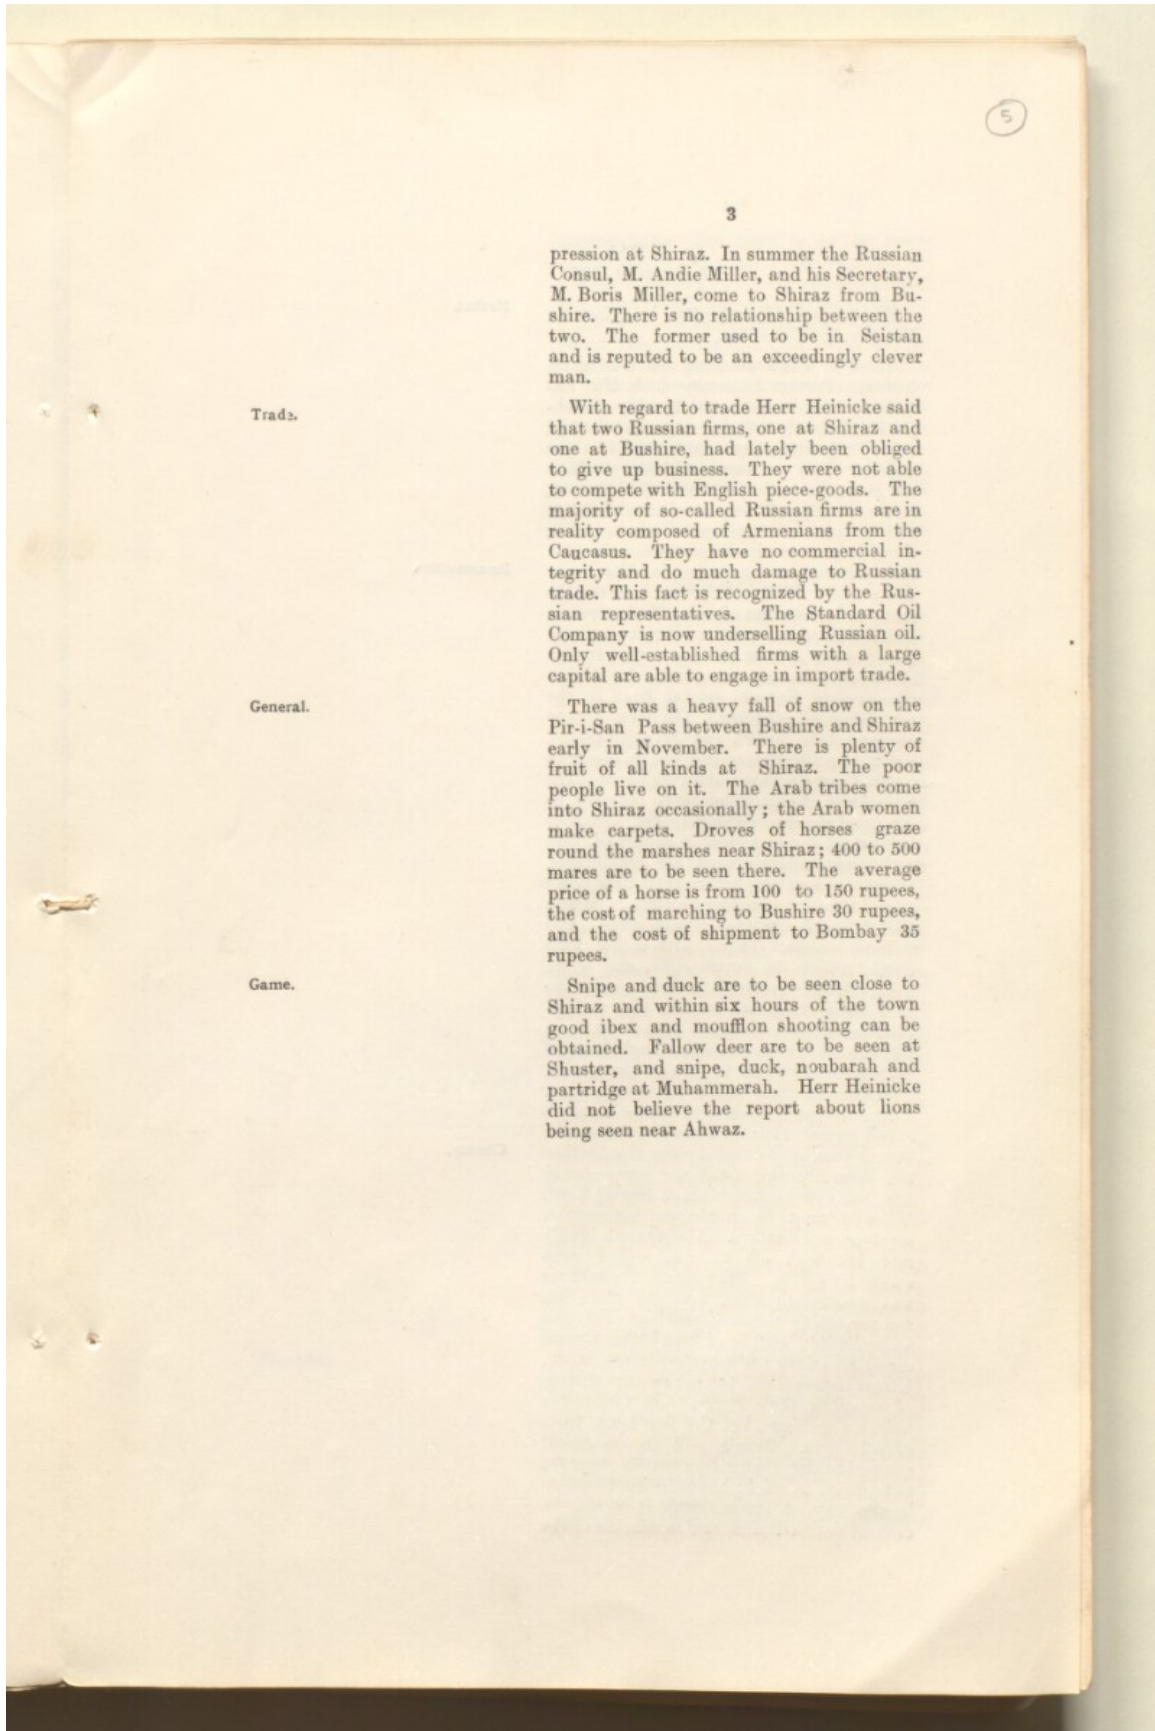 5
3
pression at Shiraz. In summer the Russian
Consul, M. Andie Miller, and his Secretary,
M. Boris Miller, come to Shiraz from Bu-
shire. There is no relationship between the
two. The former used to be in Seistan
and is reputed to be an exceedingly clever
man.
Trade.
With regard to trade Herr Heinicke said
that two Russian firms, one at Shiraz and
one at Bushire, had lately been obliged
to give up business. They were not able
to compete with English piece-goods. The
majority of so-called Russian firms are in
reality composed of Armenians from the
Caucasus. They have no commercial in-
tegrity and do much damage to Russian
trade. This fact is recognized by the Rus-
sian representatives. The Standard Oil
Company is now underselling Russian oil.
Only well-established firms with a large
capital are able to engage in import trade.
General.
There was a heavy fall of snow on the
Pir-i-San Pass between Bushire and Shiraz
early in November. There is plenty of
fruit of all kinds at Shiraz. The poor
people live on it. The Arab tribes come
into Shiraz occasionally; the Arab women
make carpets. Droves of horses graze
round the marshes near Shiraz; 400 to 500
mares are to be seen there. The average
price of a horse is from 100 to 150 rupees,
the cost of marching to Bushire 30 rupees,
and the cost of shipment to Bombay 35
rupees.
Game.
Snipe and duck are to be seen close to
Shiraz and within six hours of the town
good ibex and moufflon shooting can be
obtained. Fallow deer are to be seen at
Shuster, and snipe, duck, noubarah and
partridge at Muhammerah. Herr Heinicke
did not believe the report about lions
being seen near Ahwaz.